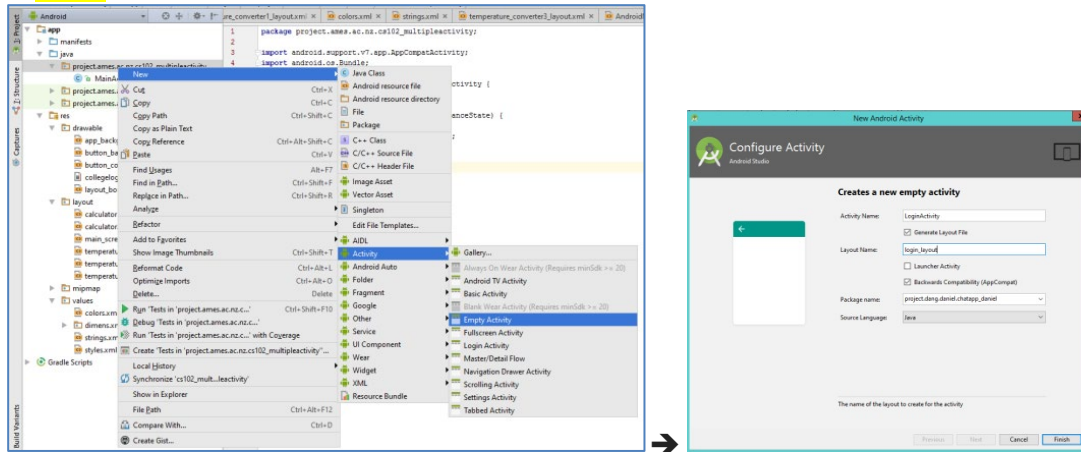 Android
ure_converter1_layout.xml ×
colors.xml ×
strings.xml ×
temperature_converter3_layout.xml ×
1: Project
app
manifests
java
project.ames.ac.nz.cs102_multipleactivity
project.ames.
project.ames.
res
drawable
app_back
button_ba
button_co
collegelog
layout_bo
layout
calculator
calculator
main_scre
temperatu
temperatu
temperatu
mipmap
values
colors.xm
dimens.xm
strings.xm
styles.xml
Gradle Scripts
Structure
Captures
Build Variants
1 package project.ames.ac.nz.cs102_multipleactivity;
2
3 import android.support.v7.app.AppCompatActivity;
4 import android.os.Bundle;
ctivity {
anceState) {
New
Cut Ctrl+X
Copy Ctrl+C
Copy Path Ctrl+Shift+C
Copy as Plain Text
Copy Reference Ctrl+Alt+Shift+C
Paste Ctrl+V
Find Usages Alt+F7
Find in Path... Ctrl+Shift+F
Replace in Path... Ctrl+Shift+R
Analyze
Refactor
Add to Favorites
Show Image Thumbnails Ctrl+Shift+T
Reformat Code Ctrl+Alt+L
Optimize Imports Ctrl+Alt+O
Delete... Delete
Run 'Tests in 'project.ames.ac.nz.c...' Ctrl+Shift+F10
Debug 'Tests in 'project.ames.ac.nz.c...'
Run 'Tests in 'project.ames.ac.nz.c...' with Coverage
Create 'Tests in 'project.ames.ac.nz.cs102_multipleactivity''...
Local History
Synchronize 'cs102_mult...leactivity'
Show in Explorer
File Path Ctrl+Alt+F12
Compare With... Ctrl+D
Create Gist...
Java Class
Android resource file
Android resource directory
File
Package
C++ Class
C/C++ Source File
C/C++ Header File
Image Asset
Vector Asset
Singleton
Edit File Templates...
AIDL
Activity
Android Auto
Folder
Fragment
Google
Other
Service
UI Component
Wear
Widget
XML
Resource Bundle
Gallery...
Always On Wear Activity (Requires minSdk >= 20)
Android TV Activity
Basic Activity
Blank Wear Activity (Requires minSdk >= 20)
Empty Activity
Fullscreen Activity
Login Activity
Master/Detail Flow
Navigation Drawer Activity
Scrolling Activity
Settings Activity
Tabbed Activity
➔
New Android Activity
Configure Activity
Android Studio
Creates a new empty activity
Activity Name: LoginActivity
Generate Layout File
Layout Name: login_layout
Launcher Activity
Backwards Compatibility (AppCompat)
Package name: project.dang.daniel.chatapp_daniel
Source Language: Java
The name of the layout to create for the activity
Previous Next Cancel Finish